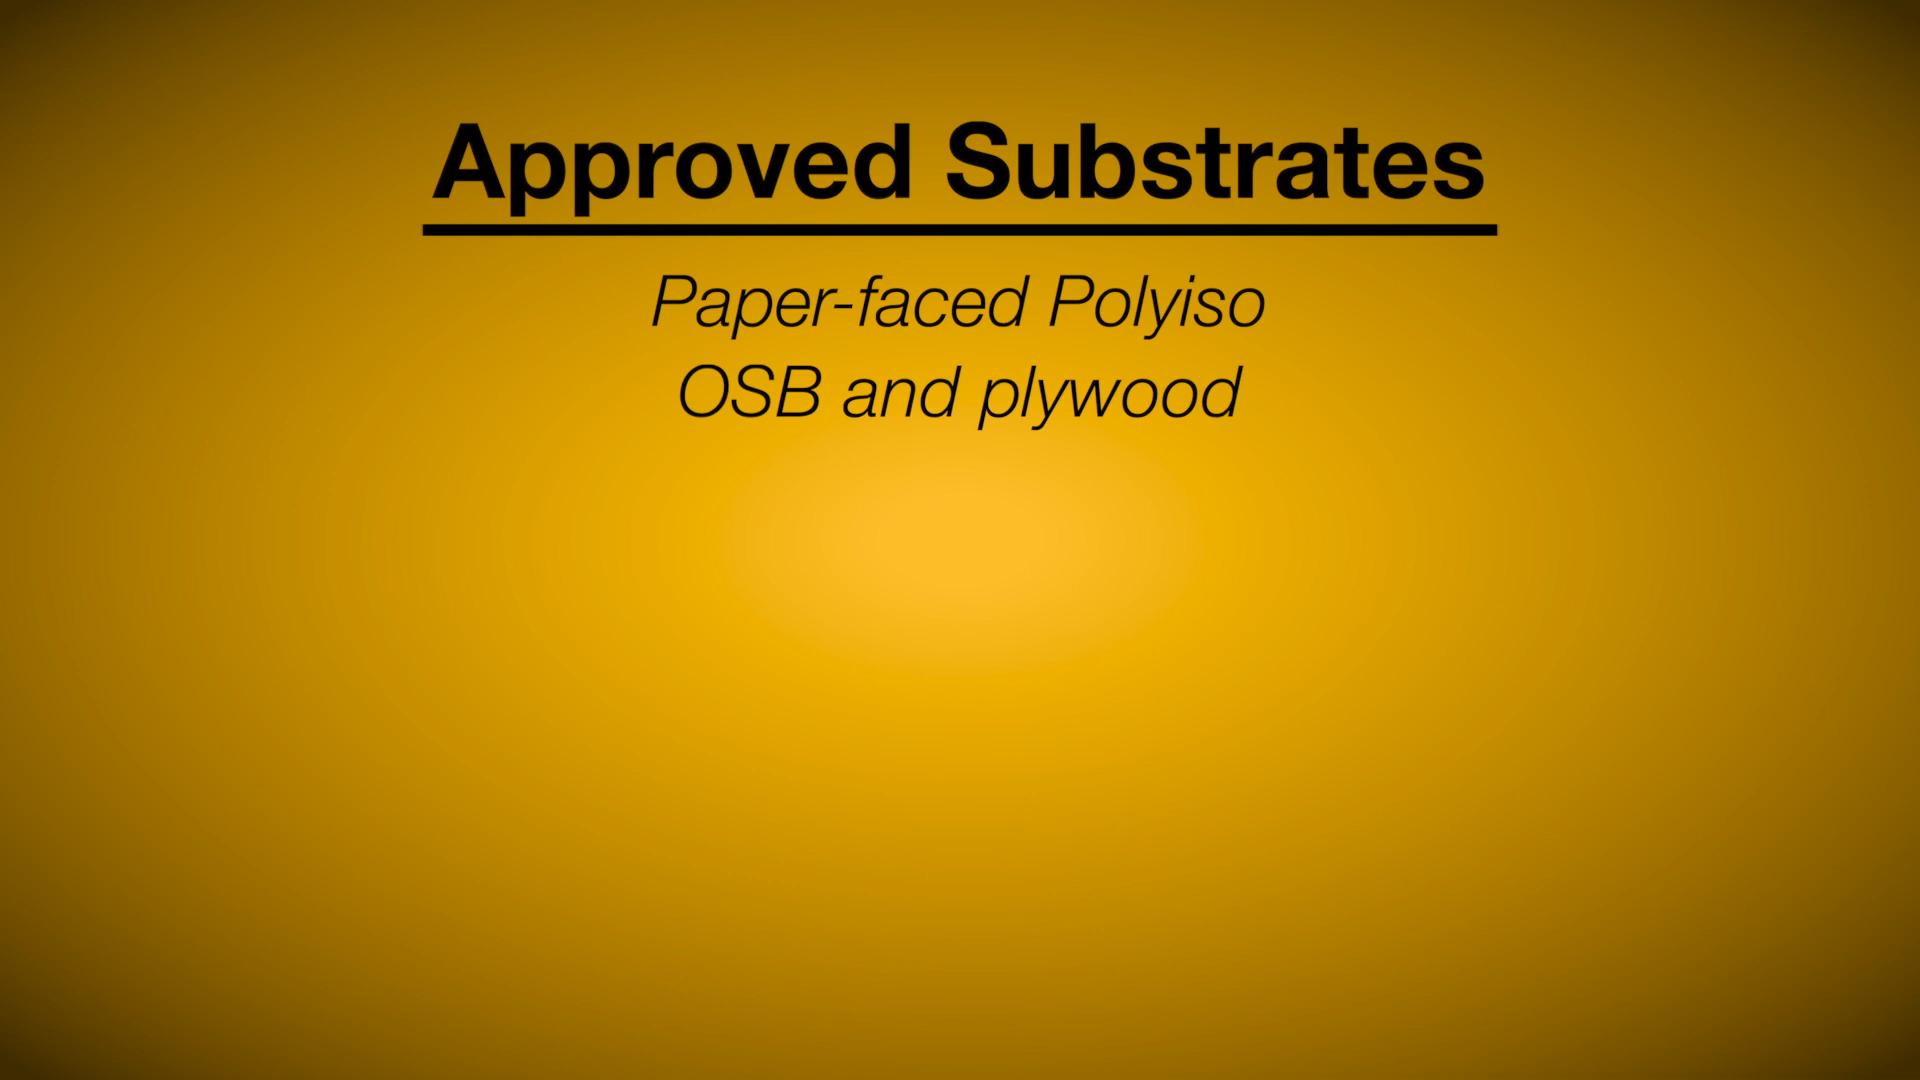 Approved Substrates
Paper-faced Polyiso
OSB and plywood